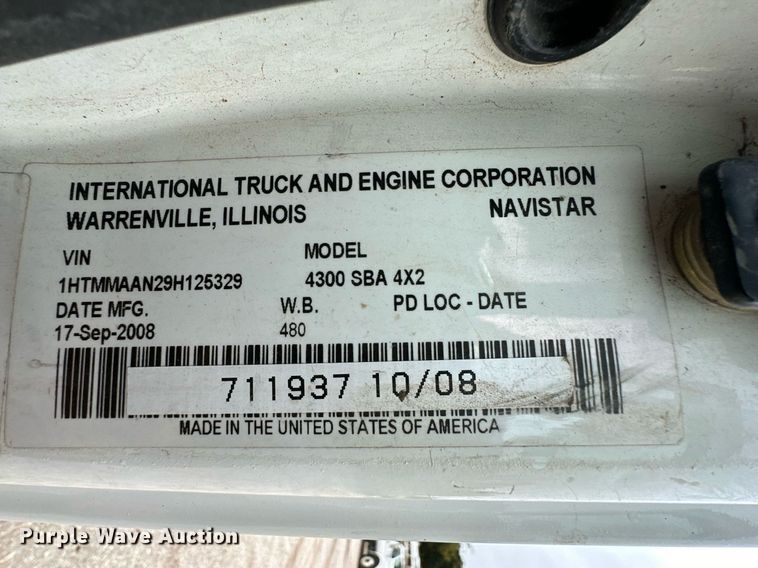 INTERNATIONAL TRUCK AND ENGINE CORPORATION
WARRENVILLE, ILLINOIS NAVISTAR
VIN MODEL
1HTMMAAN29H125329 4300 SBA 4X2
DATE MFG. W.B. PD LOC - DATE
17-Sep-2008 480
711937 10/08
MADE IN THE UNITED STATES OF AMERICA
Purple Wave Auction